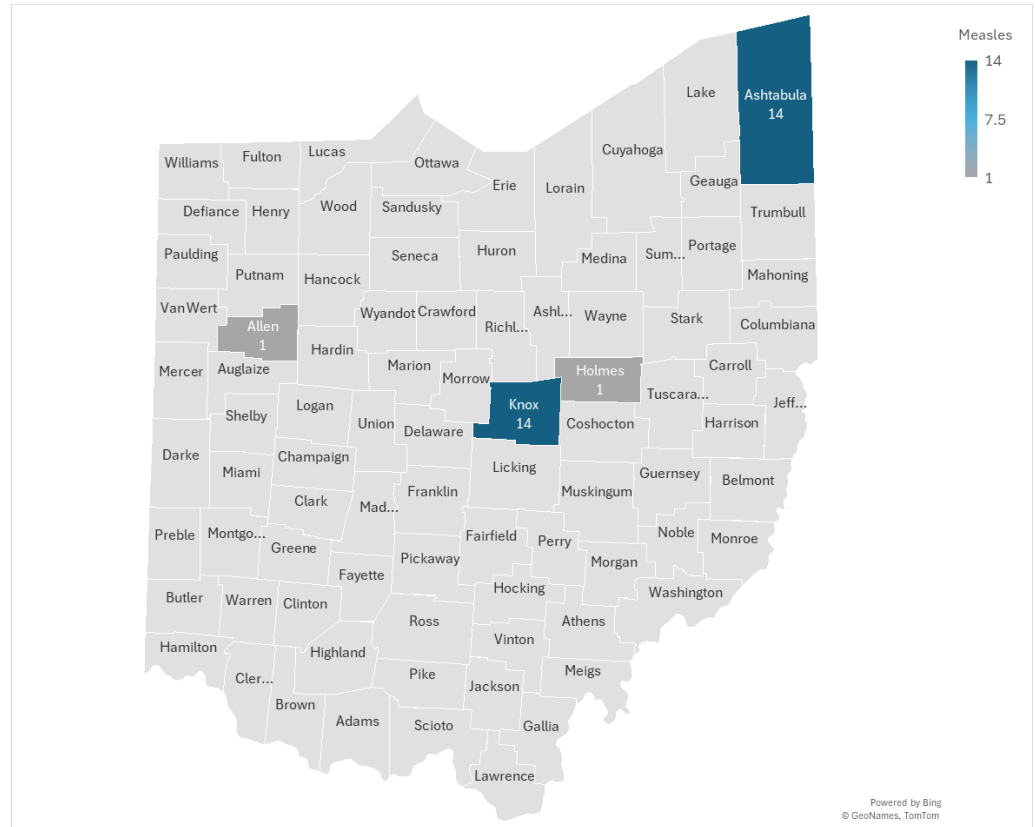 Measles
14
7.5
1
Lake
Ashtabula
14
Cuyahoga
Geauga
Williams
Fulton
Lucas
Ottawa
Erie
Lorain
Trumbull
Defiance
Henry
Wood
Sandusky
Huron
Medina
Sum...
Portage
Paulding
Putnam
Hancock
Seneca
Mahoning
Van Wert
Allen
1
Wyandot
Crawford
Richl...
Ashl...
Wayne
Stark
Columbiana
Mercer
Auglaize
Hardin
Marion
Morrow
Holmes
1
Tuscara...
Carroll
Jeff...
Shelby
Logan
Union
Delaware
Knox
14
Coshocton
Harrison
Darke
Miami
Champaign
Licking
Guernsey
Belmont
Clark
Mad...
Franklin
Muskingum
Preble
Montgo...
Greene
Fairfield
Perry
Noble
Monroe
Fayette
Pickaway
Morgan
Butler
Warren
Clinton
Hocking
Washington
Ross
Athens
Hamilton
Highland
Vinton
Cler...
Pike
Jackson
Meigs
Brown
Adams
Scioto
Gallia
Lawrence
Powered by Bing
© GeoNames, TomTom